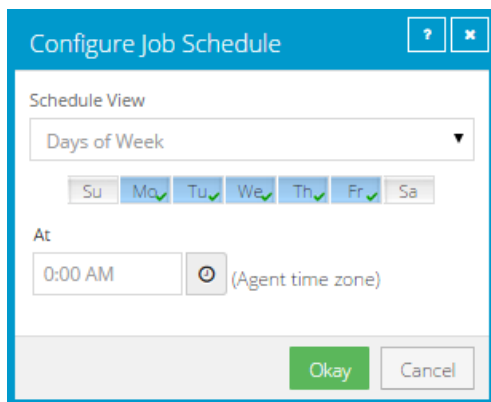 Configure Job Schedule ? ✖
Schedule View
Days of Week ▼
Su Mo Tu We Th Fr Sa
At
0:00 AM (Agent time zone)
Okay Cancel